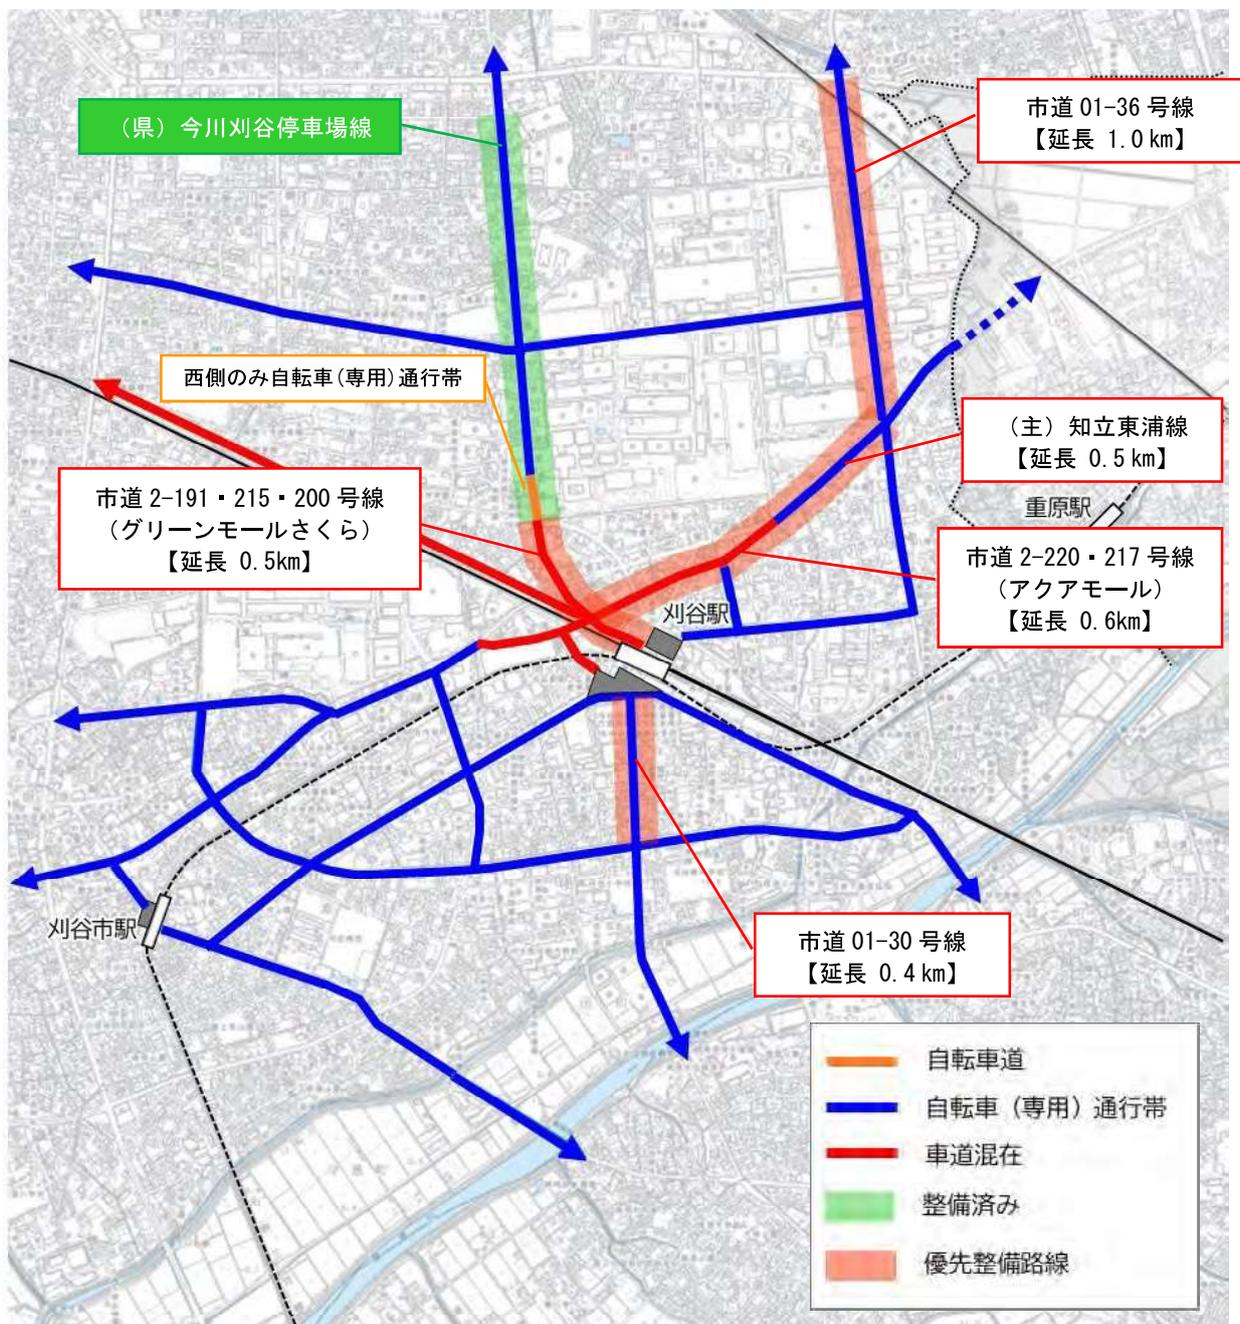 （県）今川刈谷停車場線
市道 01-36 号線
【延長 1.0 km】
西側のみ自転車（専用）通行帯
（主）知立東浦線
【延長 0.5 km】
市道 2-191・215・200 号線
（グリーンモールさくら）
【延長 0.5km】
重原駅
市道 2-220・217 号線
（アクアモール）
【延長 0.6km】
刈谷駅
刈谷市駅
市道 01-30 号線
【延長 0.4 km】
自転車道
自転車（専用）通行帯
車道混在
整備済み
優先整備路線